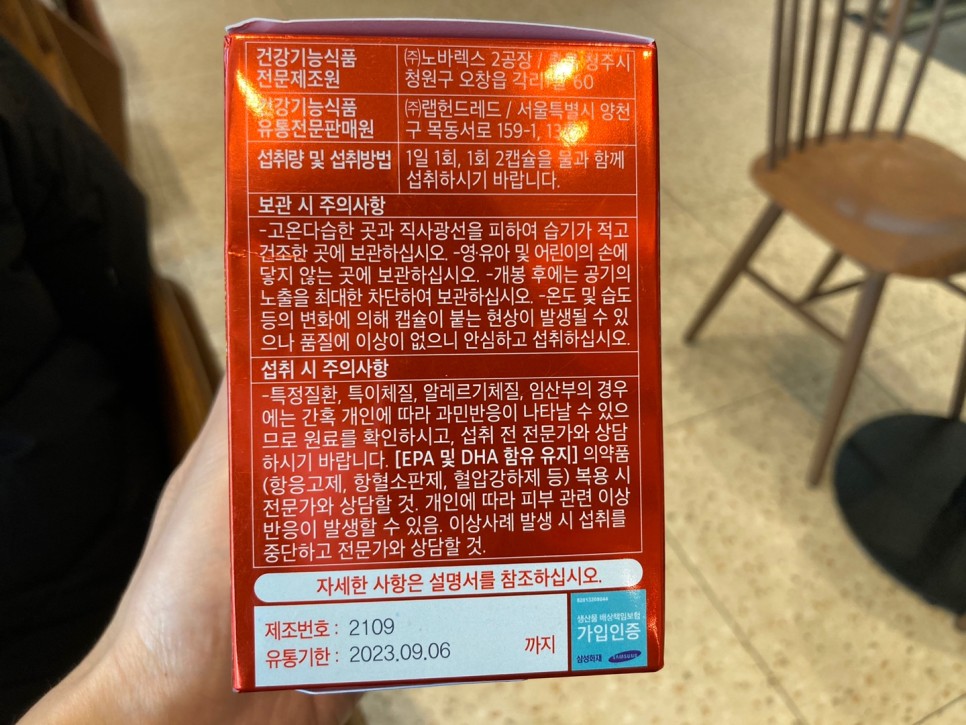 건강기능식품
전문제조원
㈜노바렉스 2공장 / 청주시
청원구 오창읍 60
건강기능식품
유통전문판매원
㈜랩헌드레드 / 서울특별시 양천
구 목동서로 159-1,
섭취량 및 섭취방법
1일 1회, 1회 2캡슐을 물과 함께
섭취하시기 바랍니다.
보관 시 주의사항
-고온다습한 곳과 직사광선을 피하여 습기가 적고
건조한 곳에 보관하십시오. -영·유아 및 어린이의 손에
닿지 않는 곳에 보관하십시오. -개봉 후에는 공기의
노출을 최대한 차단하여 보관하십시오. -온도 및 습도
등의 변화에 의해 캡슐이 붙는 현상이 발생될 수 있
으나 품질에 이상이 없으니 안심하고 섭취하십시오.
섭취 시 주의사항
-특정질환, 특이체질, 알레르기체질, 임산부의 경우
에는 간혹 개인에 따라 과민반응이 나타날 수 있으
므로 원료를 확인하시고, 섭취 전 전문가와 상담
하시기 바랍니다. [EPA 및 DHA 함유 유지] 의약품
(항응고제, 항혈소판제, 혈압강하제 등) 복용 시
전문가와 상담할 것. 개인에 따라 피부 관련 이상
반응이 발생할 수 있음. 이상사례 발생 시 섭취를
중단하고 전문가와 상담할 것.
자세한 사항은 설명서를 참조하십시오.
제조번호 : 2109
유통기한 : 2023.09.06 까지
생산물 배상책임보험
가입인증
삼성화재 SAMSUNG